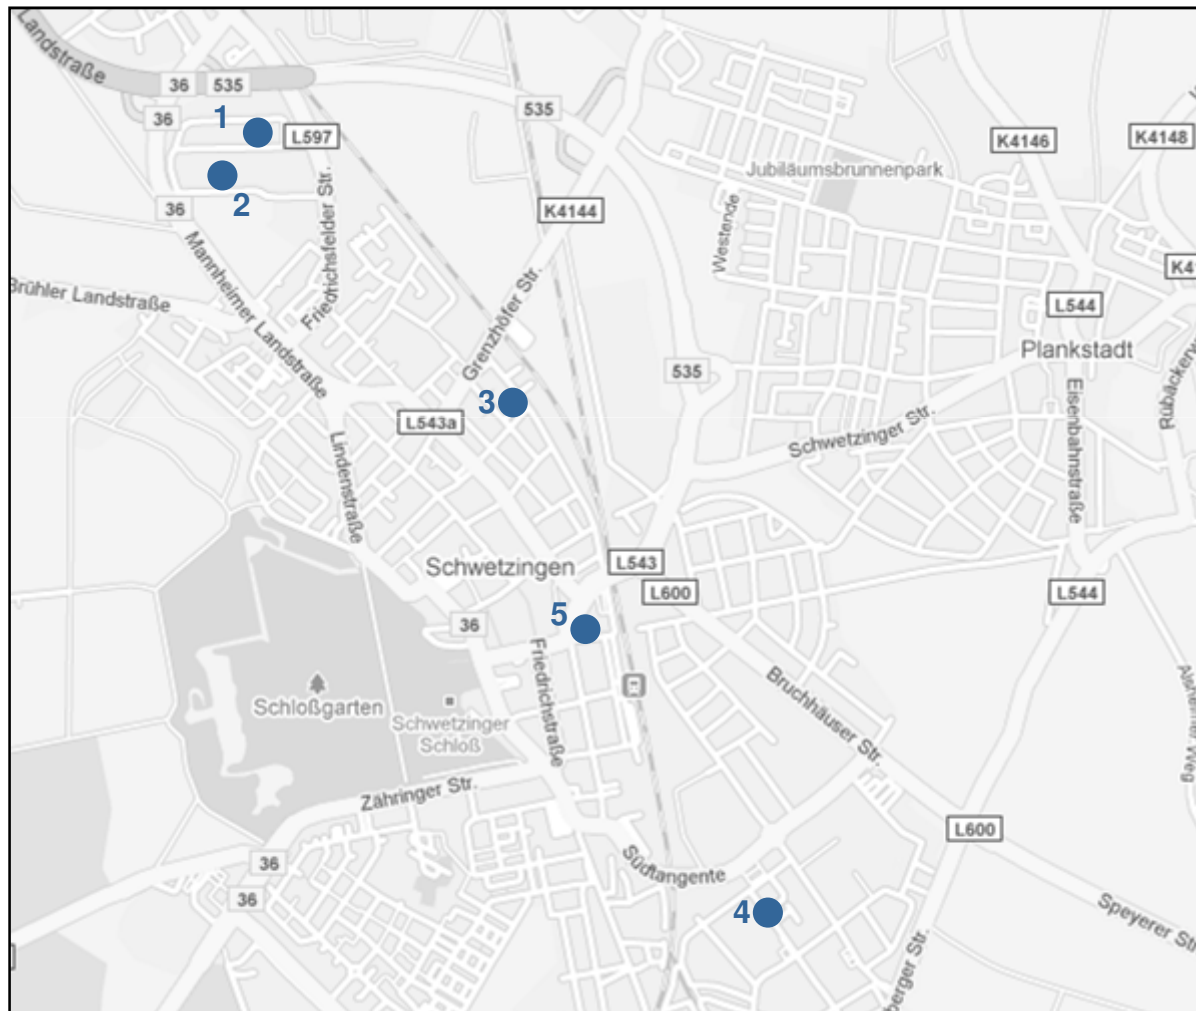 Landstraße
36
535
36
1
L597
535
K4146
K4148
Jubiläumsbrunnenpark
2
36
K4144
Westende
Friedrichsfelder Str.
Mannheimer Landstraße
Brühler Landstraße
Grenzhöfer Str.
L544
Plankstadt
535
3
L543a
Schwetzinger Str.
Eisenbahnstraße
Lindenstraße
Schwetzingen
L543
L600
L544
5
36
Friedrichstraße
Schloßgarten
Schwetzinger
Schloß
Bruchhäuser Str.
Zähringer Str.
L600
36
Südtangente
36
4
Speyerer Str
berger Str.